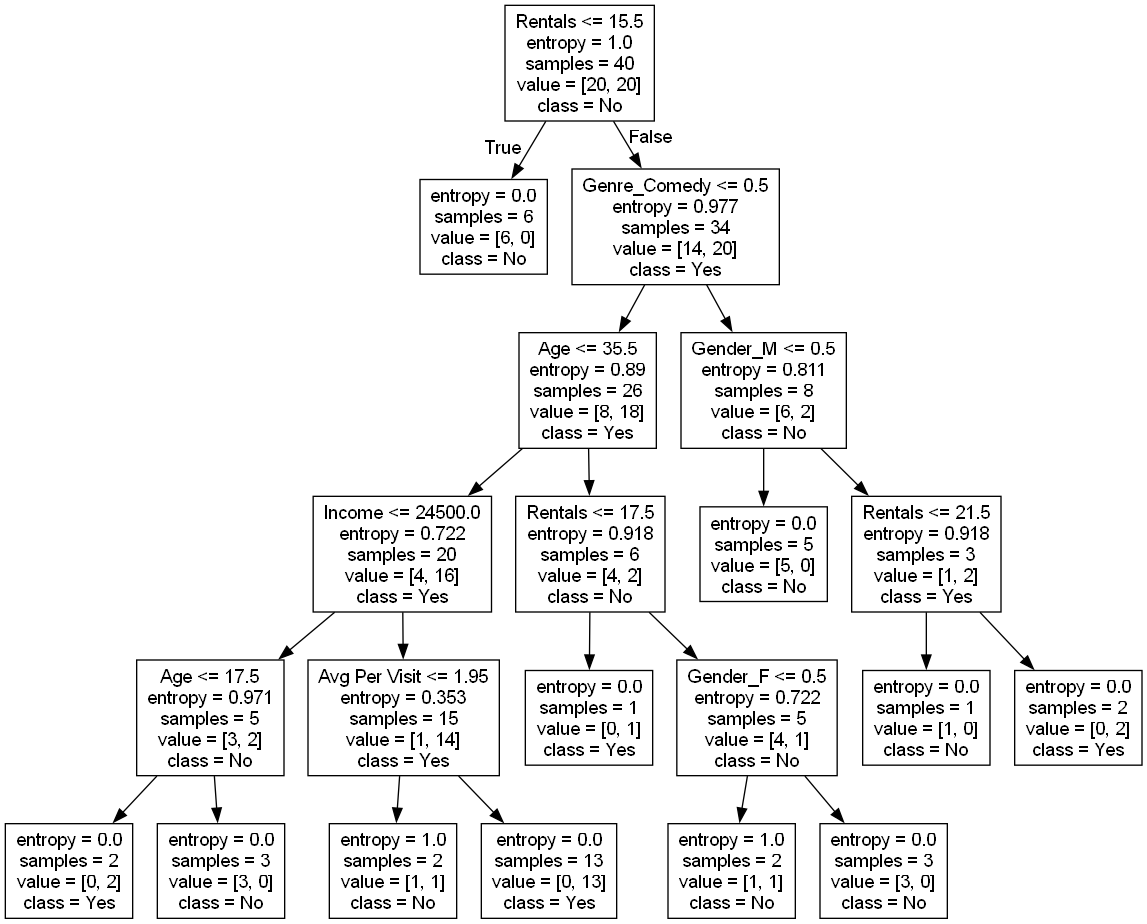 Rentals <= 15.5
entropy = 1.0
samples = 40
value = [20, 20]
class = No
True
False
entropy = 0.0
samples = 6
value = [6, 0]
class = No
Genre_Comedy <= 0.5
entropy = 0.977
samples = 34
value = [14, 20]
class = Yes
Age <= 35.5
entropy = 0.89
samples = 26
value = [8, 18]
class = Yes
Gender_M <= 0.5
entropy = 0.811
samples = 8
value = [6, 2]
class = No
Income <= 24500.0
entropy = 0.722
samples = 20
value = [4, 16]
class = Yes
Rentals <= 17.5
entropy = 0.918
samples = 6
value = [4, 2]
class = No
entropy = 0.0
samples = 5
value = [5, 0]
class = No
Rentals <= 21.5
entropy = 0.918
samples = 3
value = [1, 2]
class = Yes
Age <= 17.5
entropy = 0.971
samples = 5
value = [3, 2]
class = No
Avg Per Visit <= 1.95
entropy = 0.353
samples = 15
value = [1, 14]
class = Yes
entropy = 0.0
samples = 1
value = [0, 1]
class = Yes
Gender_F <= 0.5
entropy = 0.722
samples = 5
value = [4, 1]
class = No
entropy = 0.0
samples = 1
value = [1, 0]
class = No
entropy = 0.0
samples = 2
value = [0, 2]
class = Yes
entropy = 0.0
samples = 2
value = [0, 2]
class = Yes
entropy = 0.0
samples = 3
value = [3, 0]
class = No
entropy = 1.0
samples = 2
value = [1, 1]
class = No
entropy = 0.0
samples = 13
value = [0, 13]
class = Yes
entropy = 1.0
samples = 2
value = [1, 1]
class = No
entropy = 0.0
samples = 3
value = [3, 0]
class = No